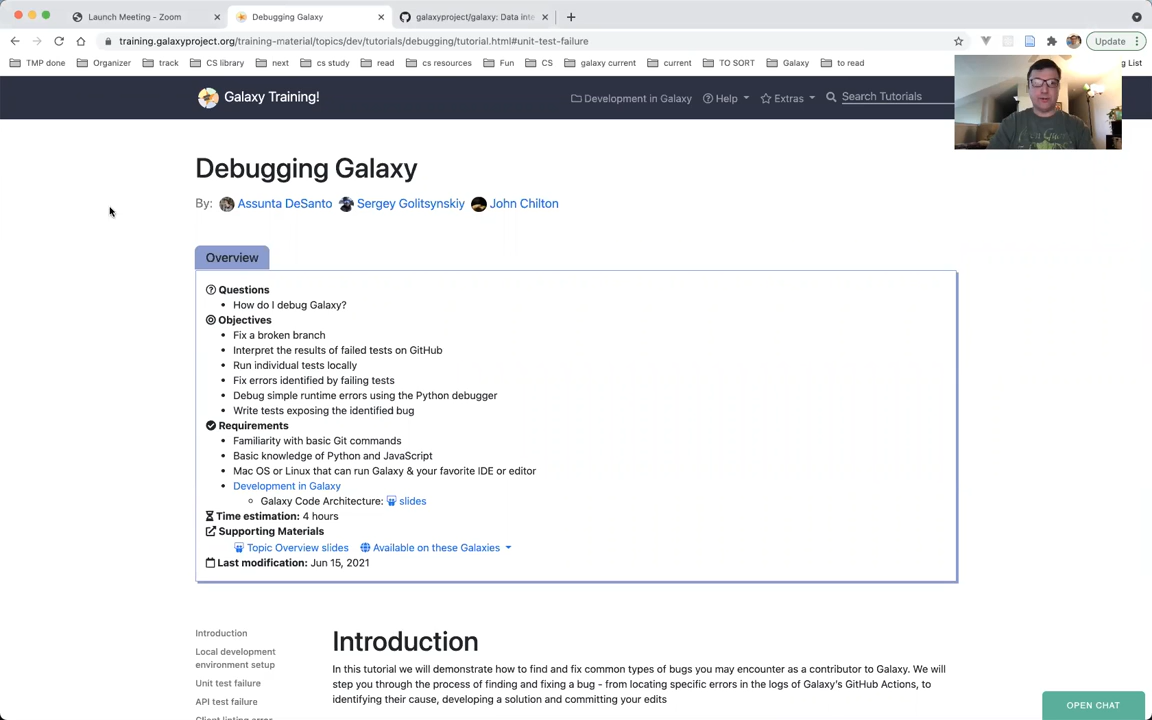 Launch Meeting - Zoom
Debugging Galaxy
galaxyproject/galaxy: Data inte
training.galaxyproject.org/training-material/topics/dev/tutorials/debugging/tutorial.html#unit-test-failure
Update
TMP done Organizer track CS library next cs study read cs resources Fun CS galaxy current current TO SORT Galaxy to read ng List
Galaxy Training!
Development in Galaxy Help Extras Search Tutorials
Debugging Galaxy
By: Assunta DeSanto Sergey Golitsynskiy John Chilton
Overview
Questions
• How do I debug Galaxy?
Objectives
• Fix a broken branch
• Interpret the results of failed tests on GitHub
• Run individual tests locally
• Fix errors identified by failing tests
• Debug simple runtime errors using the Python debugger
• Write tests exposing the identified bug
Requirements
• Familiarity with basic Git commands
• Basic knowledge of Python and JavaScript
• Mac OS or Linux that can run Galaxy & your favorite IDE or editor
• Development in Galaxy
◦ Galaxy Code Architecture: slides
Time estimation: 4 hours
Supporting Materials
Topic Overview slides Available on these Galaxies
Last modification: Jun 15, 2021
Introduction
Local development
environment setup
Unit test failure
API test failure
Client linting error
Introduction
In this tutorial we will demonstrate how to find and fix common types of bugs you may encounter as a contributor to Galaxy. We will
step you through the process of finding and fixing a bug - from locating specific errors in the logs of Galaxy's GitHub Actions, to
identifying their cause, developing a solution and committing your edits
OPEN CHAT